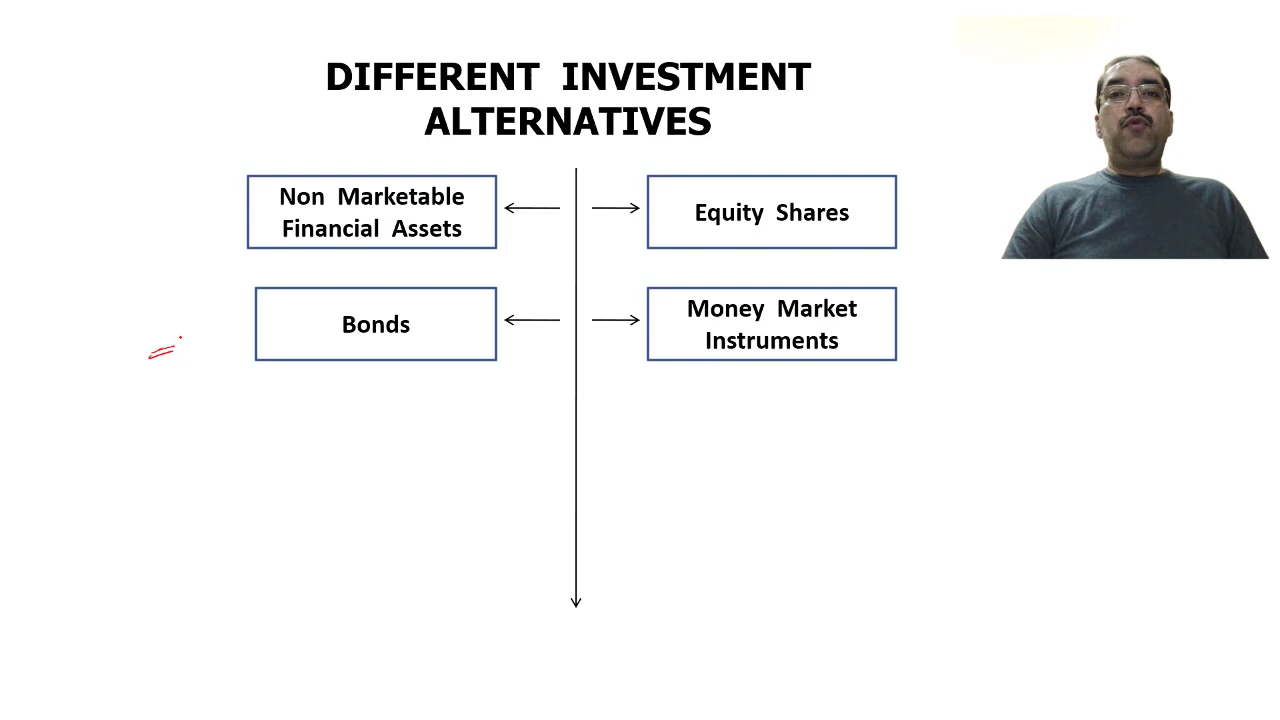 DIFFERENT INVESTMENT
ALTERNATIVES
Non Marketable
Financial Assets
Equity Shares
Bonds
Money Market
Instruments